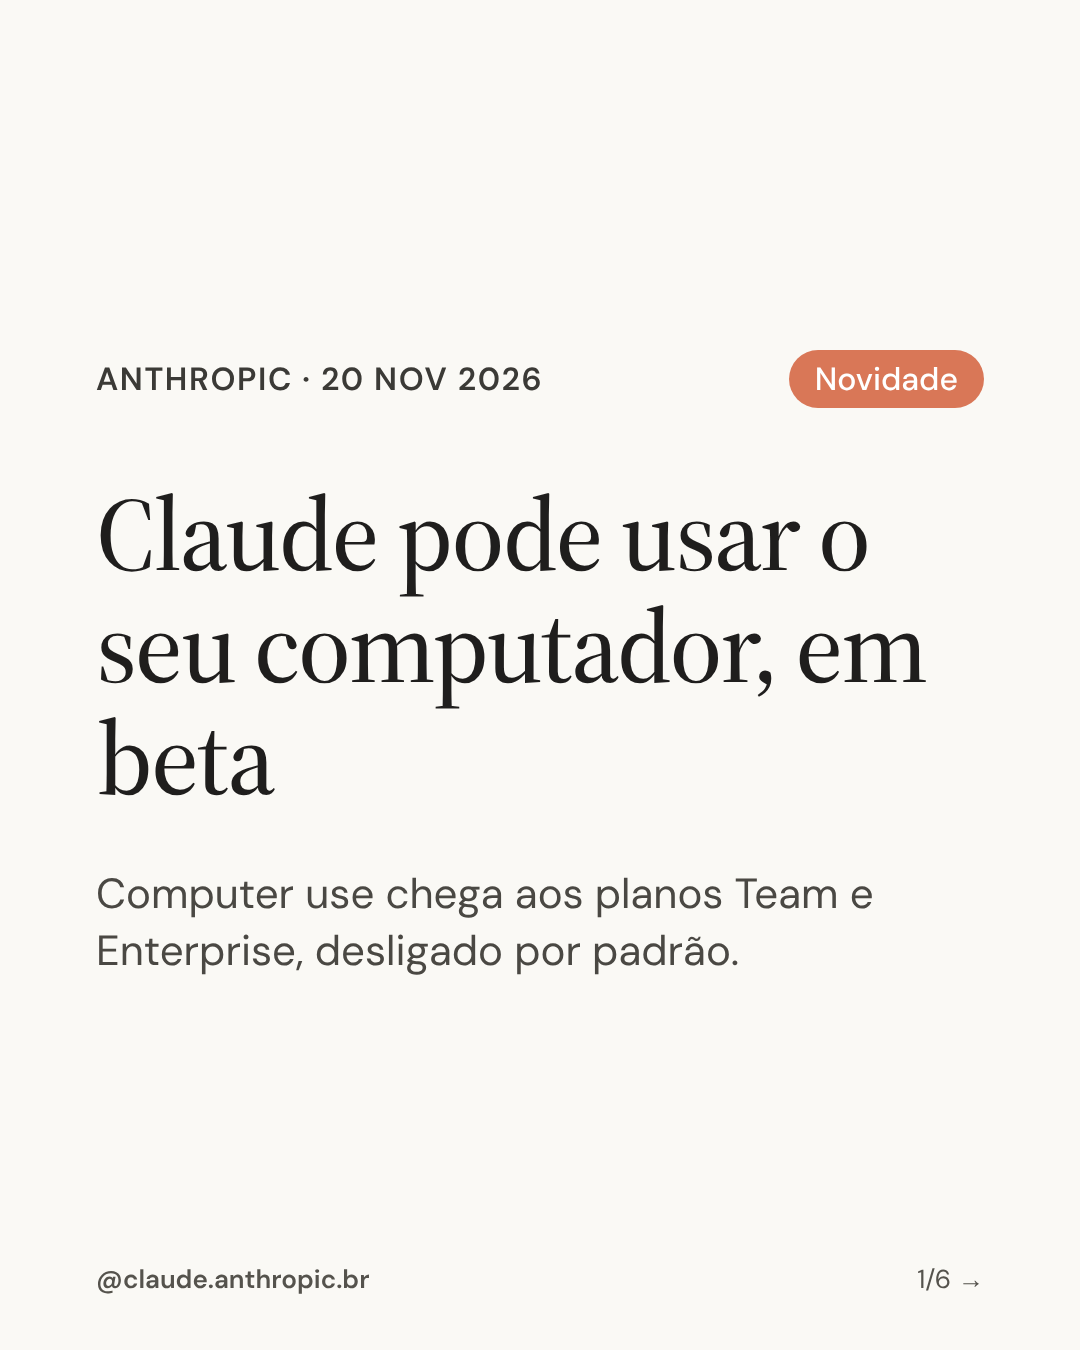 ANTHROPIC · 20 NOV 2026
Novidade
Claude pode usar o
seu computador, em
beta
Computer use chega aos planos Team e
Enterprise, desligado por padrão.
@claude.anthropic.br
1/6 →